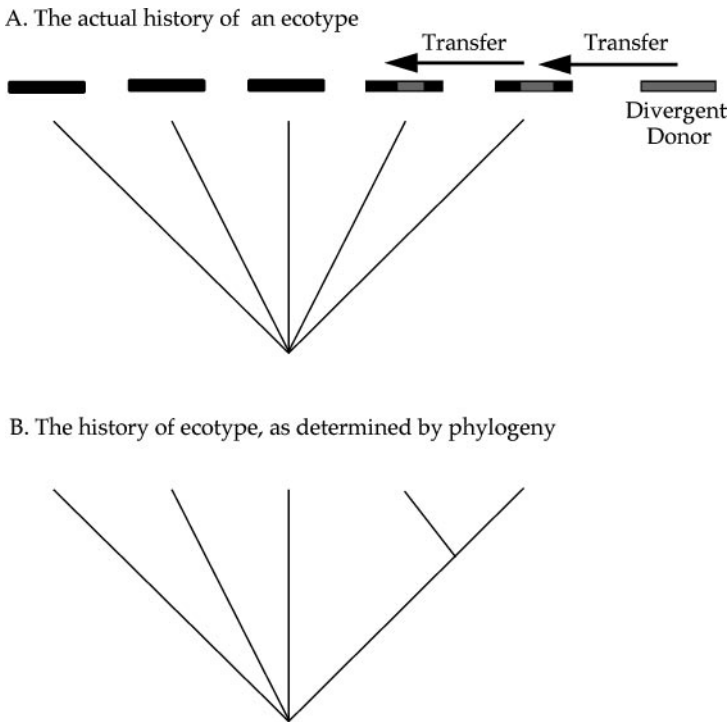 A. The actual history of an ecotype
Transfer
Transfer
Divergent
Donor
B. The history of ecotype, as determined by phylogeny